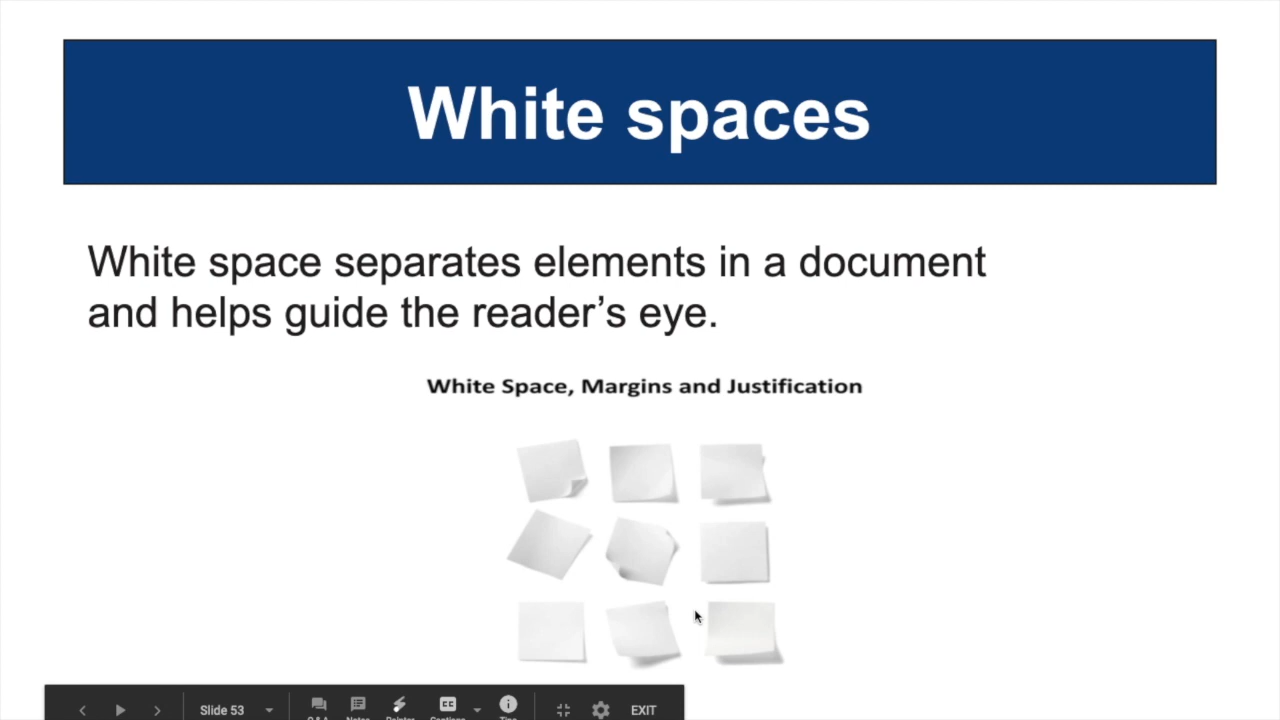 White spaces
White space separates elements in a document
and helps guide the reader’s eye.
White Space, Margins and Justification
Slide 53
EXIT